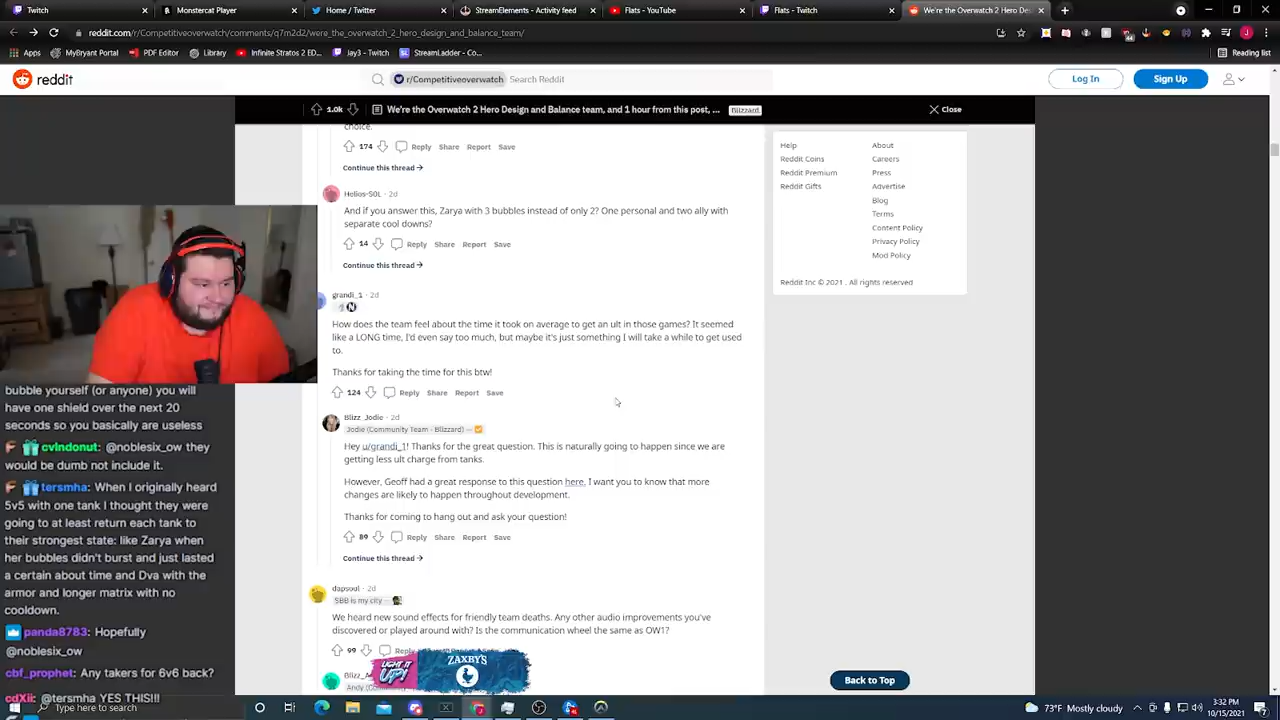 Twitch
Monstercat Player
Home / Twitter
StreamElements - Activity feed
Flats - YouTube
Flats - Twitch
We're the Overwatch 2 Hero Des
reddit.com/r/Competitiveoverwatch/comments/q7m2d2/were_the_overwatch_2_hero_design_and_balance_team/
Apps
MyBryant Portal
PDF Editor
Library
Infinite Stratos 2 E...
Jay3 - Twitch
StreamLadder - Co...
Reading list
reddit
r/Competitiveoverwatch
Search Reddit
Log In
Sign Up
1.0k
We're the Overwatch 2 Hero Design and Balance team, and 1 hour from this post, ...
Blizzard
Close
choice.
174 Reply Share Report Save
Continue this thread
Helios-S0L · 2d
And if you answer this, Zarya with 3 bubbles instead of only 2? One personal and two ally with
separate cool downs?
14 Reply Share Report Save
Continue this thread
grandi_1 · 2d
How does the team feel about the time it took on average to get an ult in those games? It seemed
like a LONG time, I'd even say too much, but maybe it's just something I will take a while to get used
to.
Thanks for taking the time for this btw!
124 Reply Share Report Save
Blizz_Jodie · 2d
Jodie (Community Team - Blizzard) —
Hey u/grandi_1! Thanks for the great question. This is naturally going to happen since we are
getting less ult charge from tanks.
However, Geoff had a great response to this question here. I want you to know that more
changes are likely to happen throughout development.
Thanks for coming to hang out and ask your question!
89 Reply Share Report Save
Continue this thread
dapsoul · 2d
SBB is my city —
We heard new sound effects for friendly team deaths. Any other audio improvements you've
discovered or played around with? Is the communication wheel the same as OW1?
99 Reply Share Report Save
Help
Reddit Coins
Reddit Premium
Reddit Gifts
About
Careers
Press
Advertise
Blog
Terms
Content Policy
Privacy Policy
Mod Policy
Reddit Inc © 2021 . All rights reserved
Back to Top
bubble yourself (or anyone) you will
have one shield over the next 20
seconds so you basically are useless
cvlndonut: @noblesix_ow they
would be dumb not include it.
tersmha: When I originally heard
5v5 with 1 tank I thought they were
going to at least return each tank to
their strongest state: like Zarya when
her bubbles didn't turn and just lasted
a certain amount of time and Dva with
armor and longer matrix with no
cooldown.
panda8783: Hopefully
@noblesix_ow
cbf_prophet: Any takers for 6v6 back?
cdXii: @tersmha YES THIS!!!
LIGHT IT
UP!
ZAXBY'S
Type here to search
73°F Mostly cloudy
3:32 PM
10/15/2021